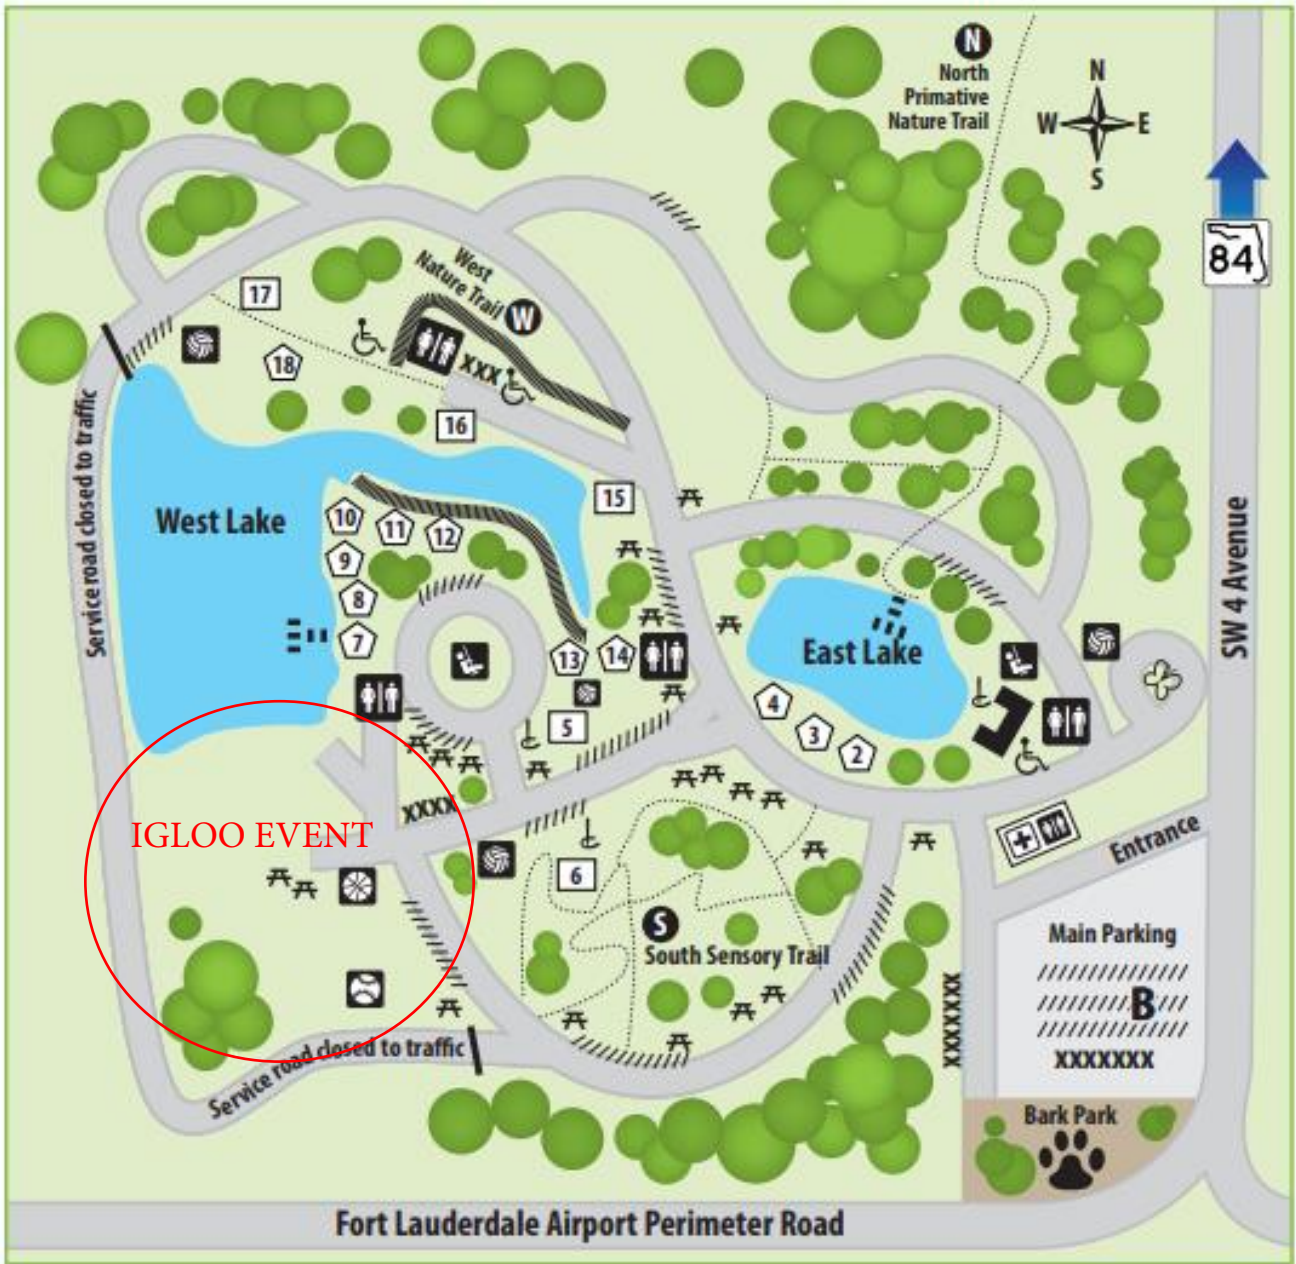 N
North
Primative
Nature Trail
N
W
E
S
84
West
Nature Trail
W
17
18
XXX
16
15
Service road closed to traffic
West Lake
10
11
12
9
8
7
13
14
5
East Lake
4
3
2
SW 4 Avenue
XXXX
IGLOO EVENT
6
S
South Sensory Trail
Entrance
Main Parking
B
XXXXXXX
XXXXXXX
Service road closed to traffic
Bark Park
Fort Lauderdale Airport Perimeter Road